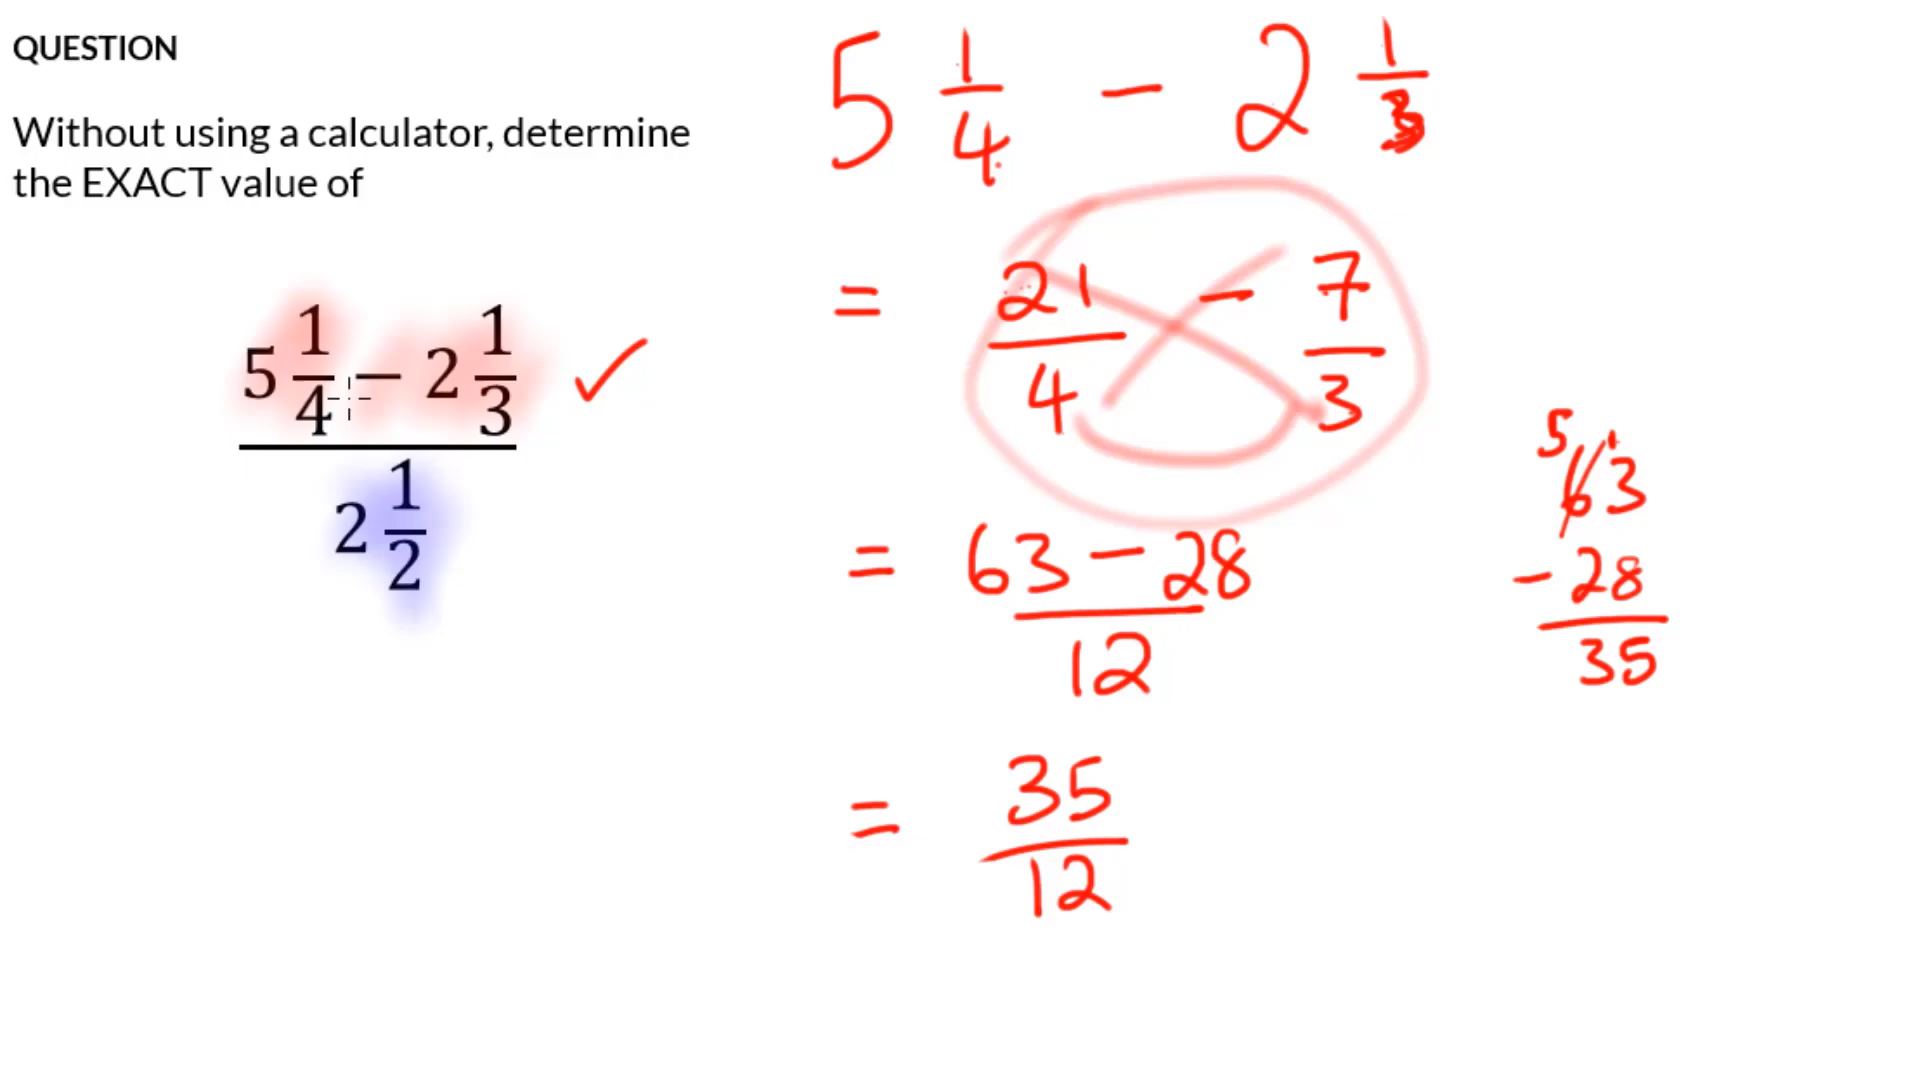 QUESTION
Without using a calculator, determine
the EXACT value of
5 1/4 − 2 1/3
2 1/2
5 1/4 − 2 1/3
= 21/4 − 7/3
= 63 − 28
12
= 35
12
5 1
63
− 28
35